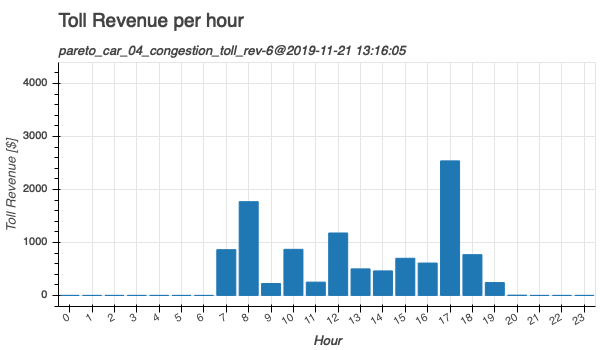 Toll Revenue per hour
pareto_car_04_congestion_toll_rev-6@2019-11-21 13:16:05
Toll Revenue [$]
4000
3000
2000
1000
0
0 1 2 3 4 5 6 7 8 9 10 11 12 13 14 15 16 17 18 19 20 21 22 23
Hour